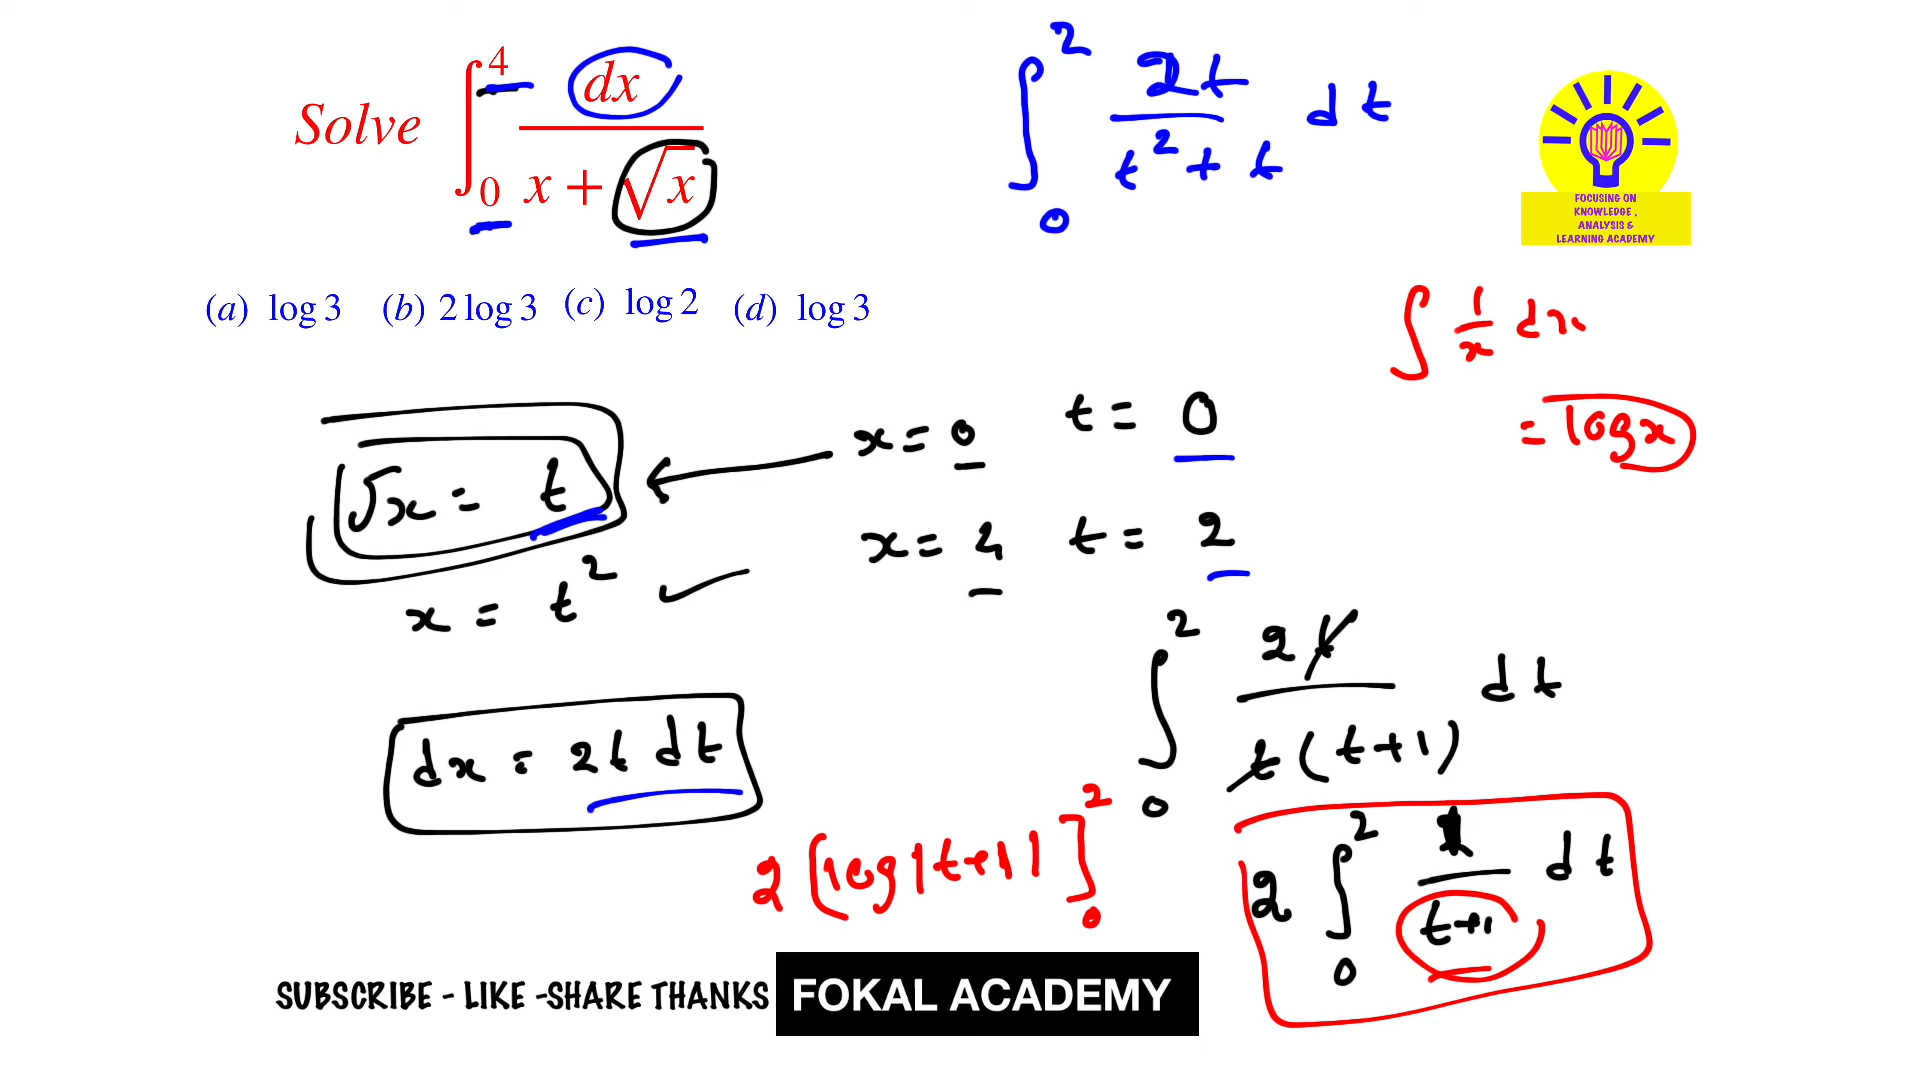 Solve ∫₀⁴ dx / (x + √x)
∫₀² 2t / (t² + t) dt
FOCUSING ON
KNOWLEDGE ,
ANALYSIS &
LEARNING ACADEMY
(a) log 3 (b) 2 log 3 (c) log 2 (d) log 3
∫ 1/x dx
= log x
√x = t
x = 0 t = 0
x = 4 t = 2
x = t²
dx = 2t dt
∫₀² 2t / t(t+1) dt
2 ∫₀² 1 / (t+1) dt
2 [log|t+1|]₀²
SUBSCRIBE - LIKE -SHARE THANKS
FOKAL ACADEMY